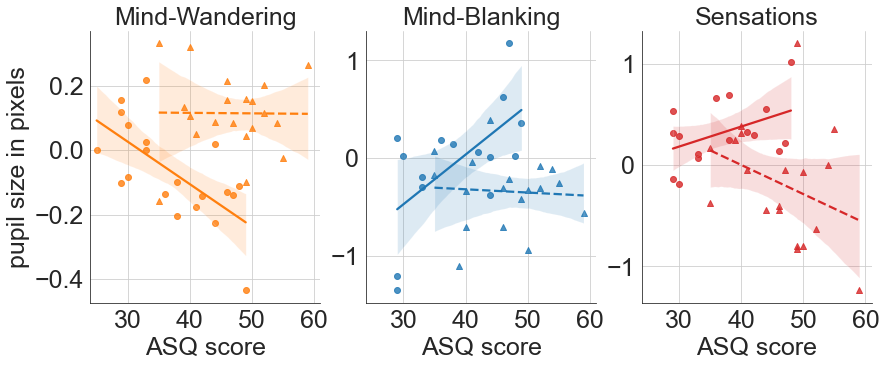 Mind-Wandering Mind-Blanking Sensations
pupil size in pixels
0.2
0.0
−0.2
−0.4
1
0
−1
1
0
−1
30 40 50 60
30 40 50 60
30 40 50 60
ASQ score ASQ score ASQ score